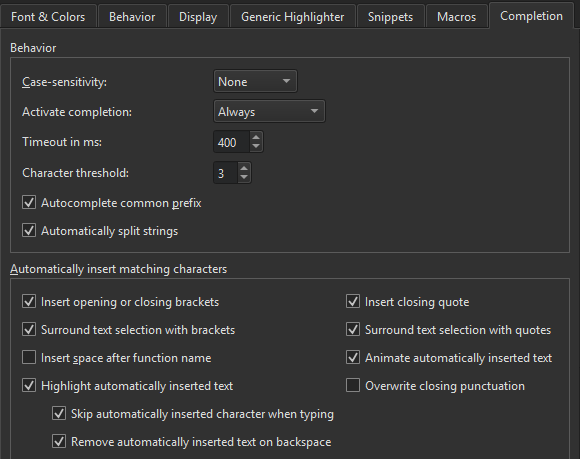 Font & Colors Behavior Display Generic Highlighter Snippets Macros Completion
Behavior
Case-sensitivity: None
Activate completion: Always
Timeout in ms: 400
Character threshold: 3
Autocomplete common prefix
Automatically split strings
Automatically insert matching characters
Insert opening or closing brackets Insert closing quote
Surround text selection with brackets Surround text selection with quotes
Insert space after function name Animate automatically inserted text
Highlight automatically inserted text Overwrite closing punctuation
Skip automatically inserted character when typing
Remove automatically inserted text on backspace